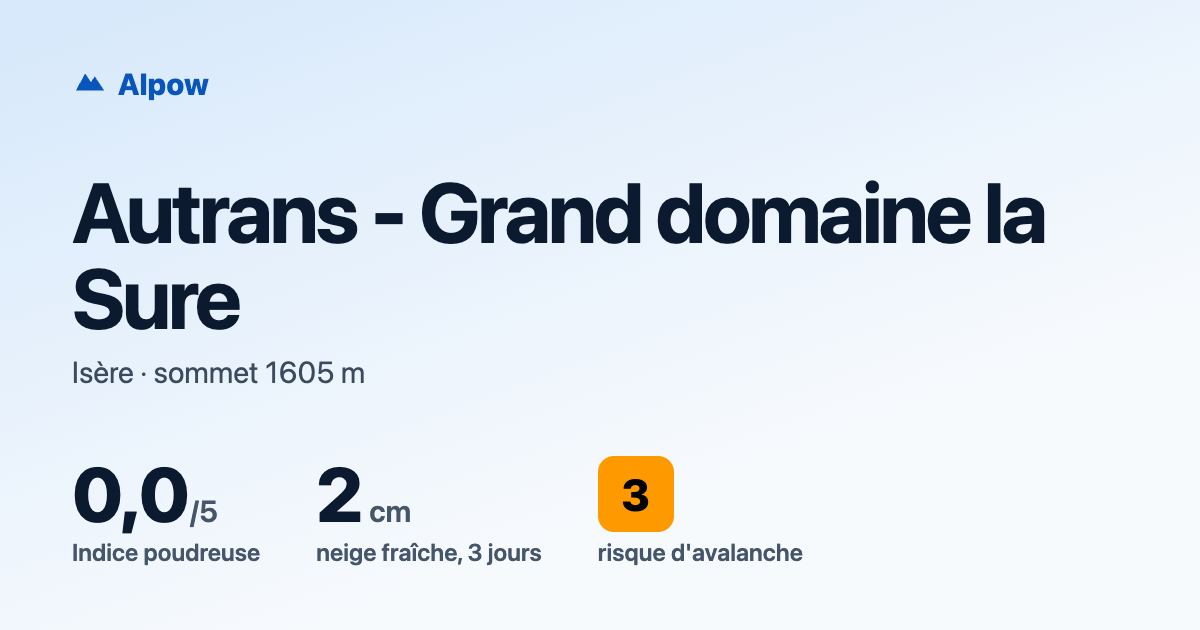 Alpow
Autrans - Grand domaine la
Sure
Isère · sommet 1605 m
0,0/5
Indice poudreuse
2 cm
neige fraîche, 3 jours
3
risque d'avalanche